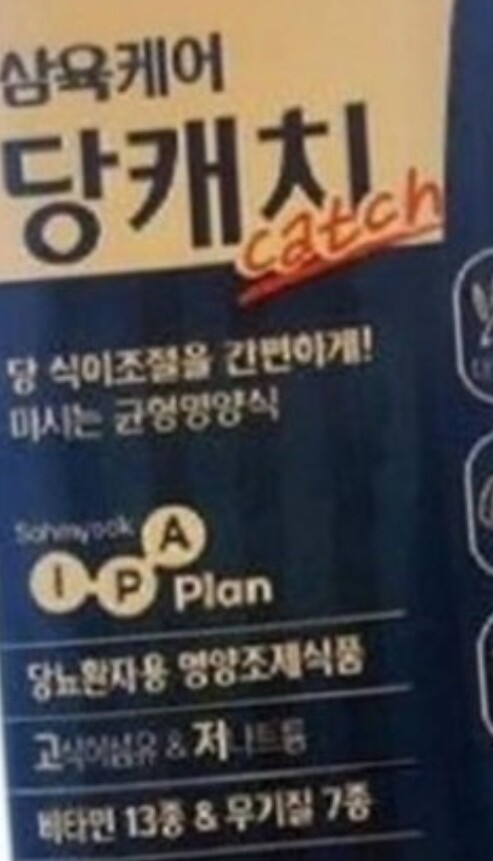 삼육케어
당캐치
catch
당 식이조절을 간편하게!
마시는 균형영양식
Sahmyook
A
I-P Plan
당뇨환자용 영양조제식품
고식이섬유 & 저나트륨
비타민 13종 & 무기질 7종